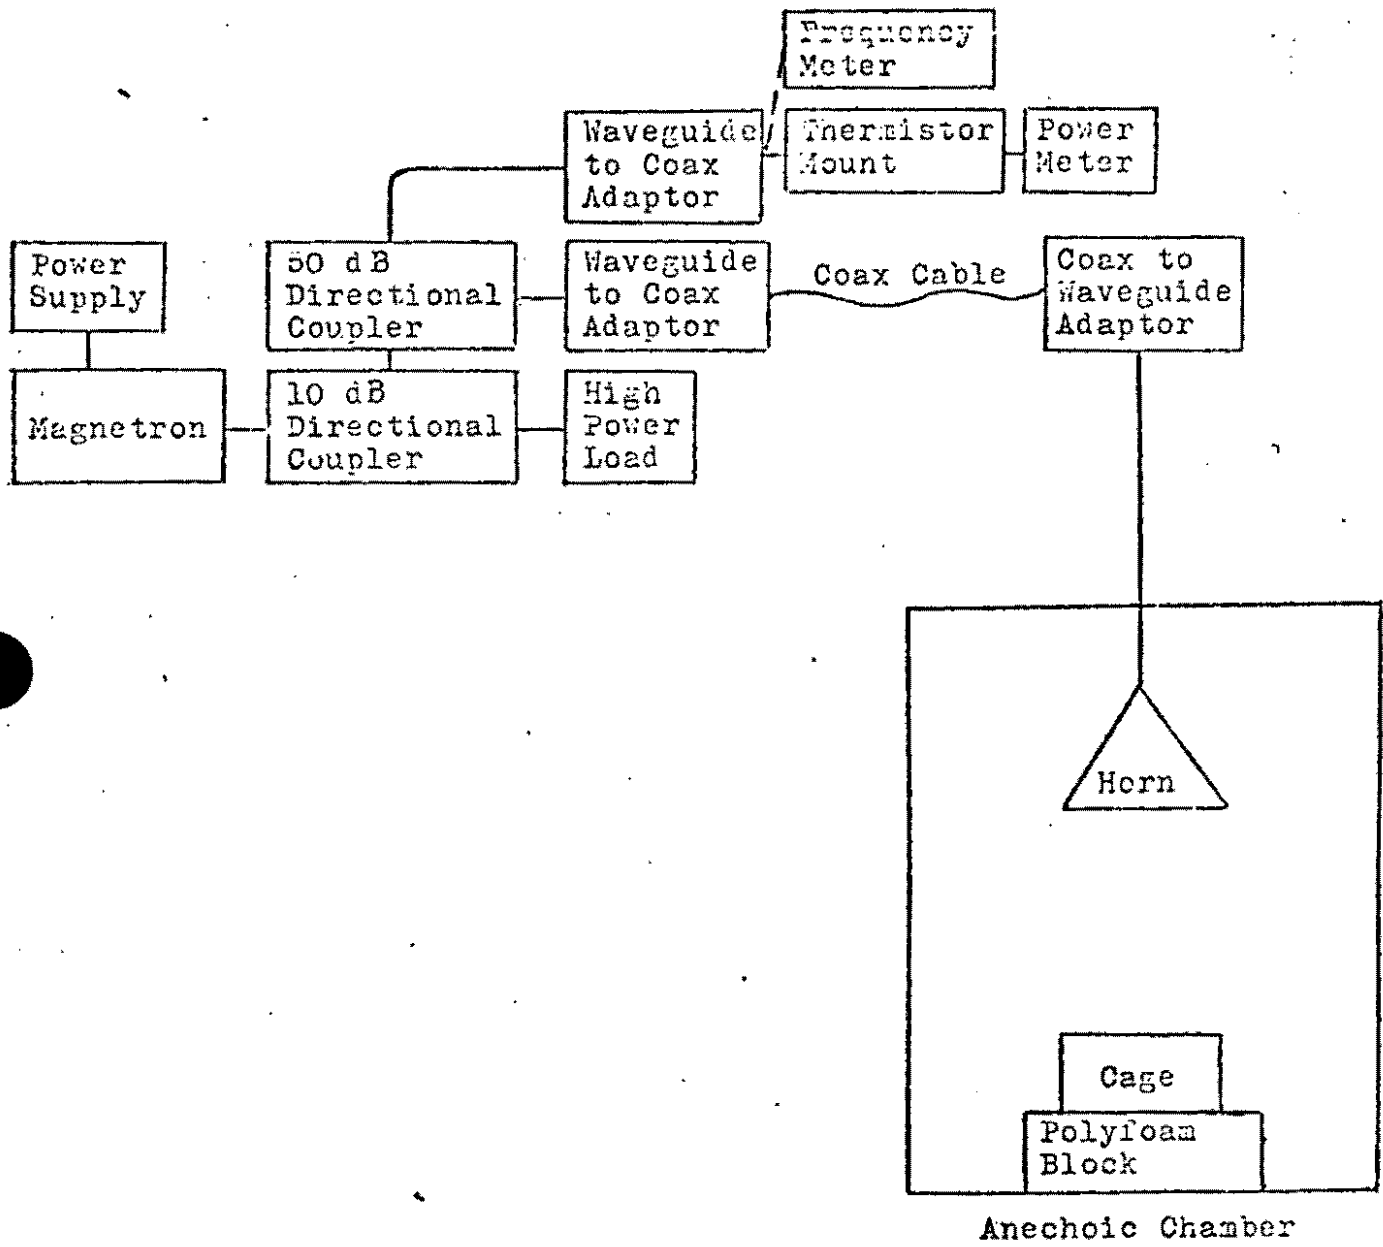 Frequency
Meter
Waveguide
to Coax
Adaptor
Thermistor
Mount
Power
Meter
Power
Supply
50 dB
Directional
Coupler
Waveguide
to Coax
Adaptor
Coax Cable
Coax to
Waveguide
Adaptor
Magnetron
10 dB
Directional
Coupler
High
Power
Load
Horn
Cage
Polyfoam
Block
Anechoic Chamber